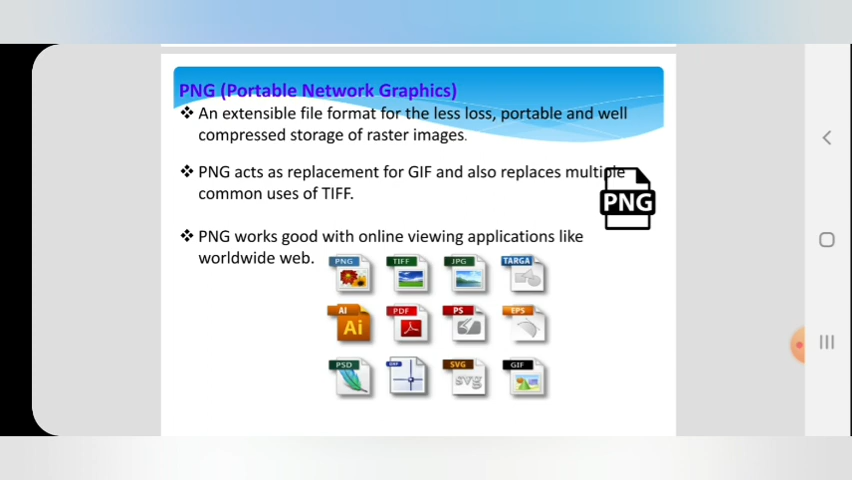 PNG (Portable Network Graphics)
❖ An extensible file format for the less loss, portable and well
compressed storage of raster images.
❖ PNG acts as replacement for GIF and also replaces multiple
common uses of TIFF.
PNG
❖ PNG works good with online viewing applications like
worldwide web.
PNG TIFF JPG TARGA
AI PDF PS EPS
Ai
PSD SVG GIF
svg